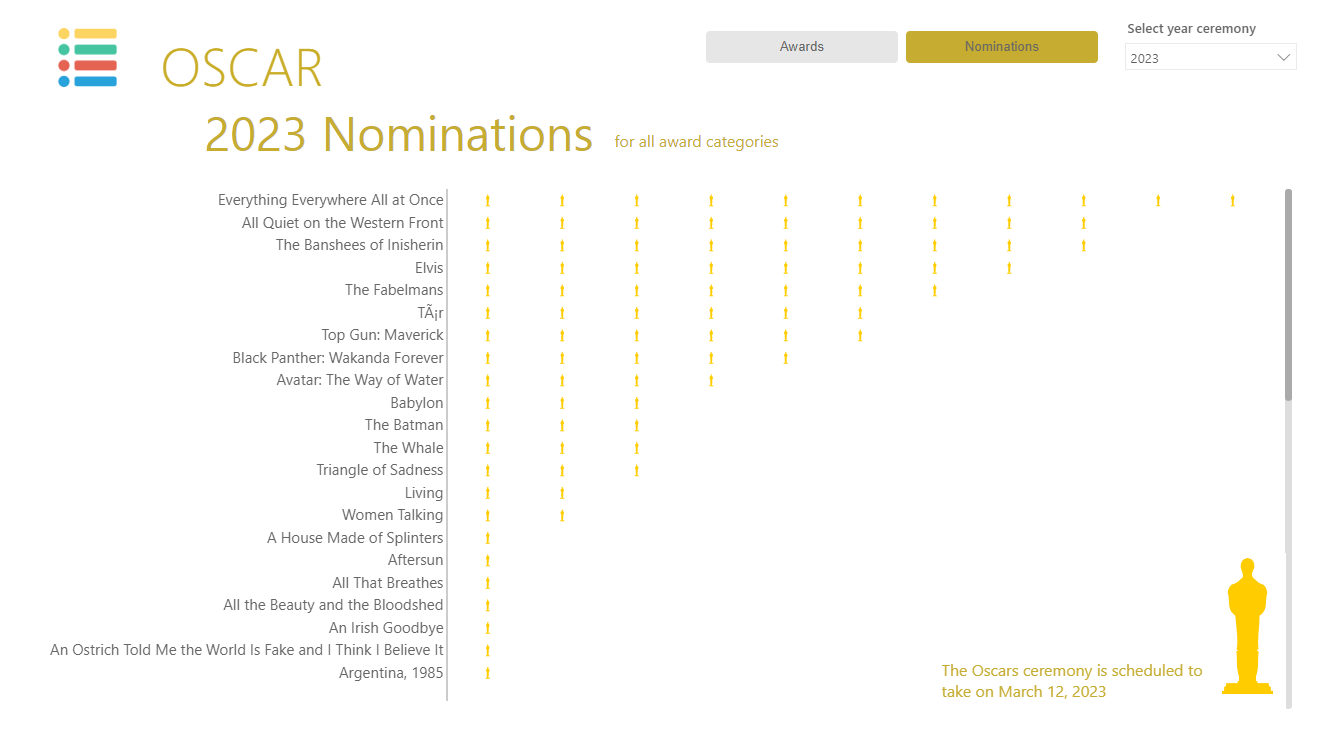 OSCAR
Awards
Nominations
Select year ceremony
2023
2023 Nominations
for all award categories
Everything Everywhere All at Once
All Quiet on the Western Front
The Banshees of Inisherin
Elvis
The Fabelmans
TÃ¡r
Top Gun: Maverick
Black Panther: Wakanda Forever
Avatar: The Way of Water
Babylon
The Batman
The Whale
Triangle of Sadness
Living
Women Talking
A House Made of Splinters
Aftersun
All That Breathes
All the Beauty and the Bloodshed
An Irish Goodbye
An Ostrich Told Me the World Is Fake and I Think I Believe It
Argentina, 1985
The Oscars ceremony is scheduled to
take on March 12, 2023